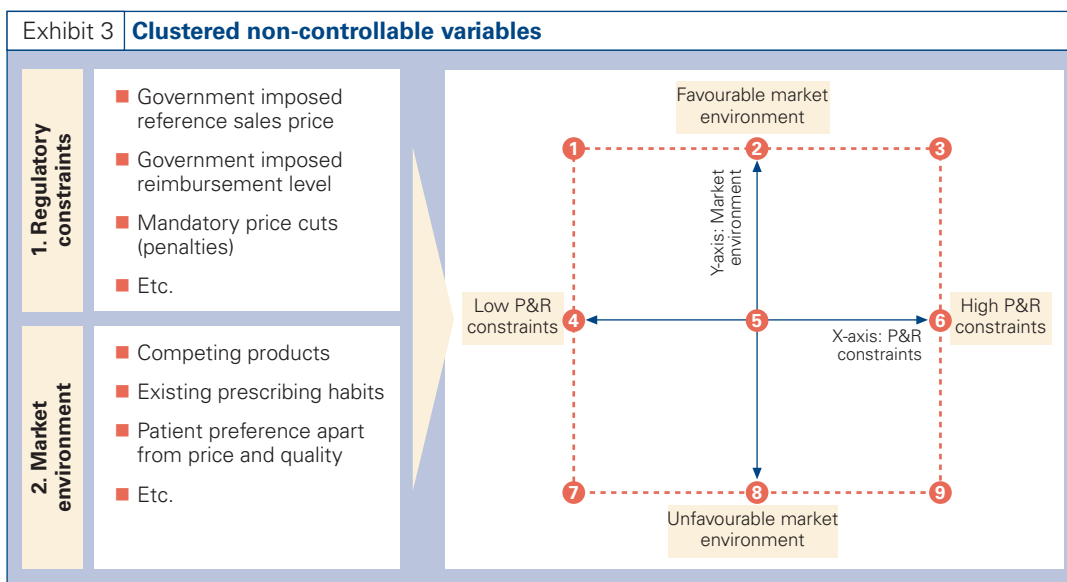 Exhibit 3 Clustered non-controllable variables
1. Regulatory
constraints
Government imposed
reference sales price
Government imposed
reimbursement level
Mandatory price cuts
(penalties)
Etc.
2. Market
environment
Competing products
Existing prescribing habits
Patient preference apart
from price and quality
Etc.
Favourable market
environment
1 2 3
Y-axis: Market
environment
Low P&R
constraints
4 5 6
High P&R
constraints
X-axis: P&R
constraints
7 8 9
Unfavourable market
environment